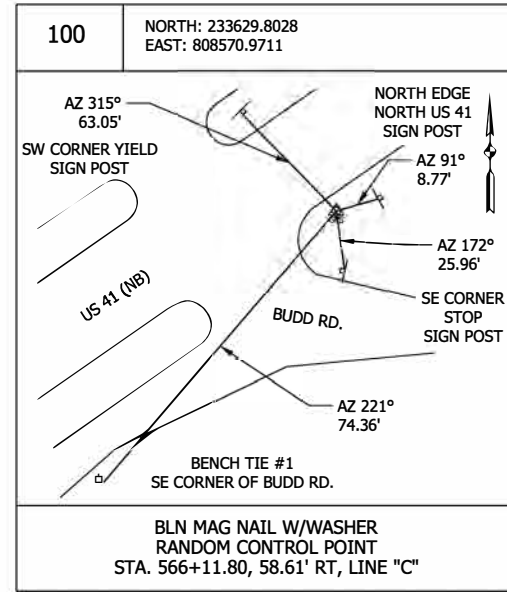 100
NORTH: 233629.8028
EAST: 808570.9711
AZ 315°
63.05'
SW CORNER YIELD
SIGN POST
NORTH EDGE
NORTH US 41
SIGN POST
AZ 91°
8.77'
AZ 172°
25.96'
SE CORNER
STOP
SIGN POST
US 41 (NB)
BUDD RD.
AZ 221°
74.36'
BENCH TIE #1
SE CORNER OF BUDD RD.
BLN MAG NAIL W/WASHER
RANDOM CONTROL POINT
STA. 566+11.80, 58.61' RT, LINE "C"